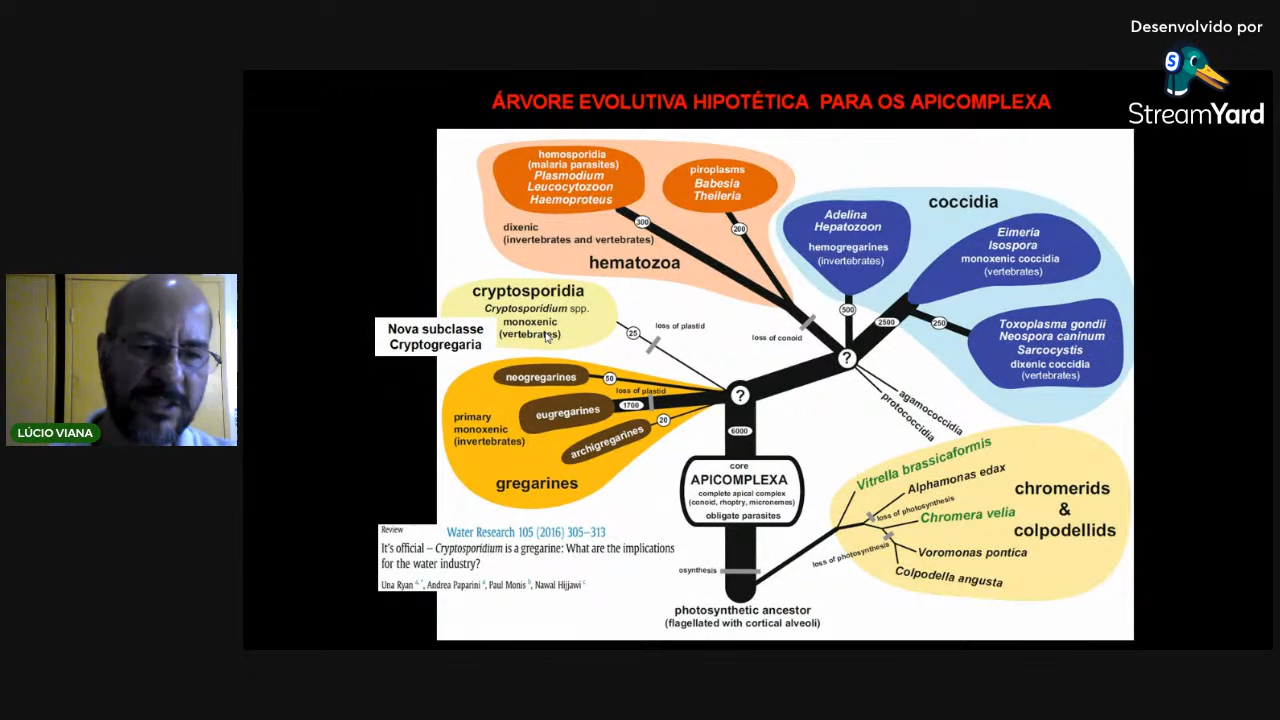 Desenvolvido por
StreamYard
ÁRVORE EVOLUTIVA HIPOTÉTICA PARA OS APICOMPLEXA
hemosporidia
(malaria parasites)
Plasmodium
Leucocytozoon
Haemoproteus
piroplasms
Babesia
Theileria
300
200
dixenic
(invertebrates and vertebrates)
hematozoa
coccidia
Adelina
Hepatozoon
hemogregarines
(invertebrates)
Eimeria
Isospora
monoxenic coccidia
(vertebrates)
500
2500
250
Toxoplasma gondii
Neospora caninum
Sarcocystis
dixenic coccidia
(vertebrates)
cryptosporidia
Cryptosporidium spp.
monoxenic
(vertebrates)
25
loss of plastid
loss of conoid
Nova subclasse
Cryptogregaria
?
?
agamococcidia
protococcidia
neogregarines
50
loss of plastid
eugregarines
1700
archigregarines
20
primary
monoxenic
(invertebrates)
gregarines
6000
core
APICOMPLEXA
complete apical complex
(conoid, rhoptry, micronemes)
obligate parasites
Vitrella brassicaformis
Alphamonas edax
loss of photosynthesis
Chromera velia
loss of photosynthesis
Voromonas pontica
Colpodella angusta
chromerids
&
colpodellids
osynthesis
photosynthetic ancestor
(flagellated with cortical alveoli)
Review
Water Research 105 (2016) 305–313
It's official – Cryptosporidium is a gregarine: What are the implications
for the water industry?
Una Ryan a, *, Andrea Paparini a, Paul Monis b, Nawal Hijjawi c
LÚCIO VIANA